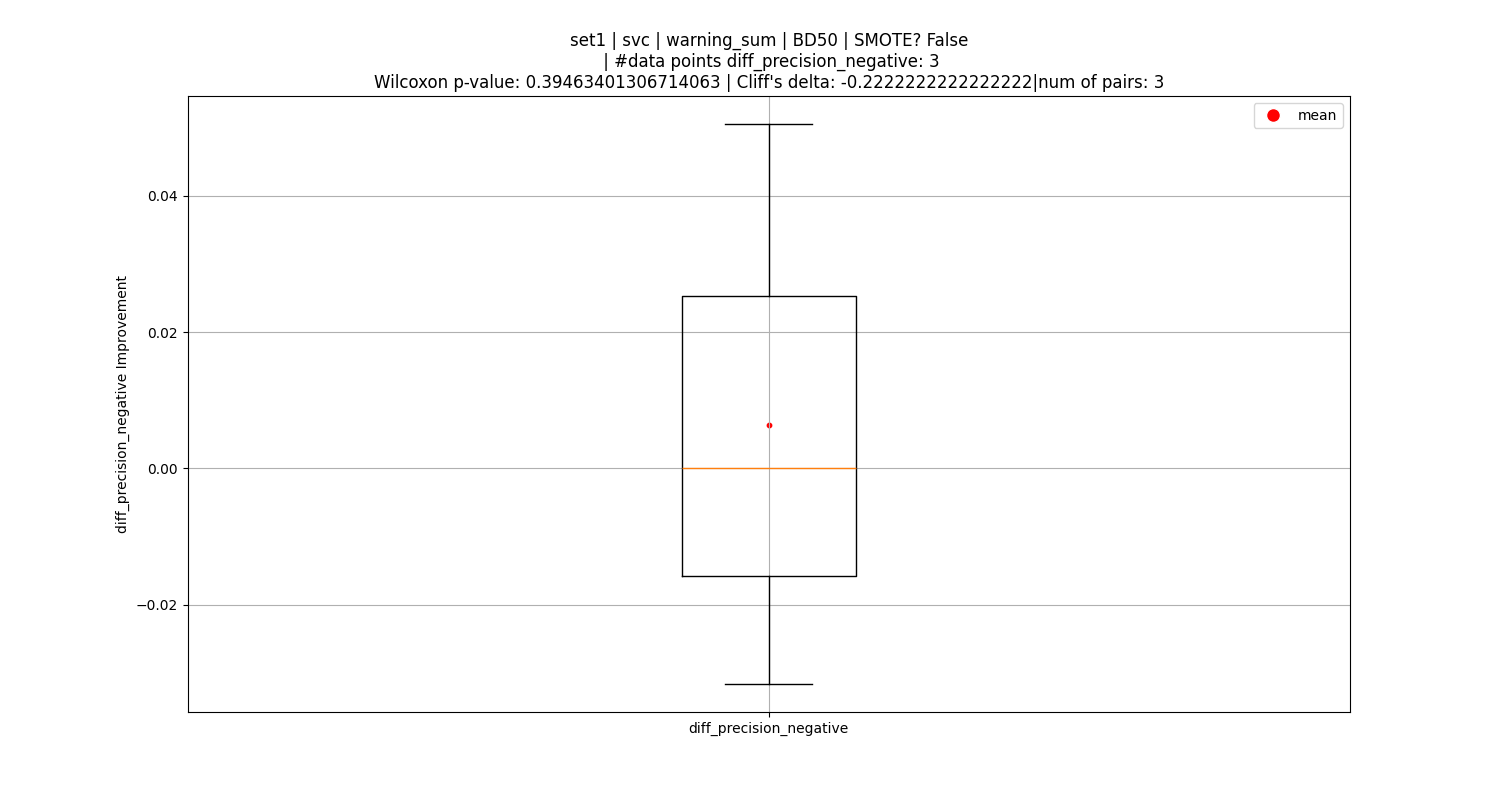 set1 | svc | warning_sum | BD50 | SMOTE? False
| #data points diff_precision_negative: 3
Wilcoxon p-value: 0.39463401306714063 | Cliff's delta: -0.2222222222222222|num of pairs: 3
mean
0.04
0.02
0.00
−0.02
diff_precision_negative Improvement
diff_precision_negative